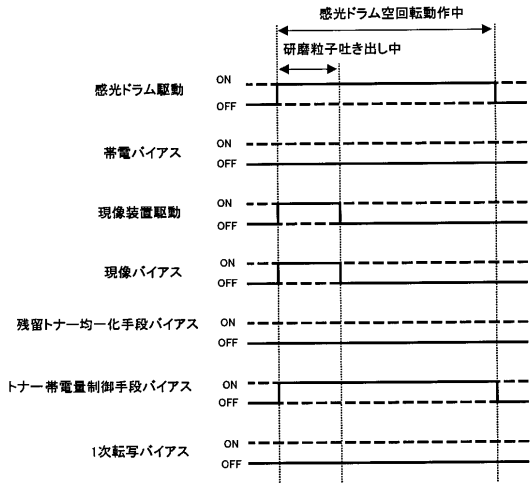 感光ドラム空回転動作中
研磨粒子吐き出し中
感光ドラム駆動
ON
OFF
帯電バイアス
ON
OFF
現像装置駆動
ON
OFF
現像バイアス
ON
OFF
残留トナー均一化手段バイアス
ON
OFF
トナー帯電量制御手段バイアス
ON
OFF
1次転写バイアス
ON
OFF